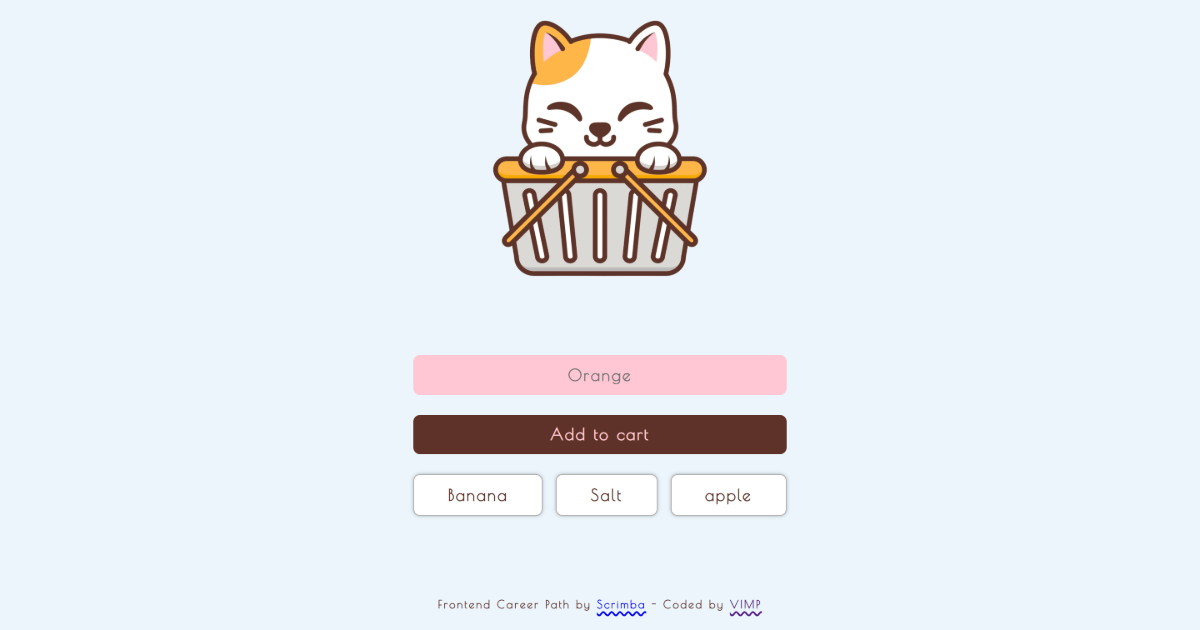 Orange
Add to cart
Banana Salt apple
Frontend Career Path by Scrimba - Coded by VIMP